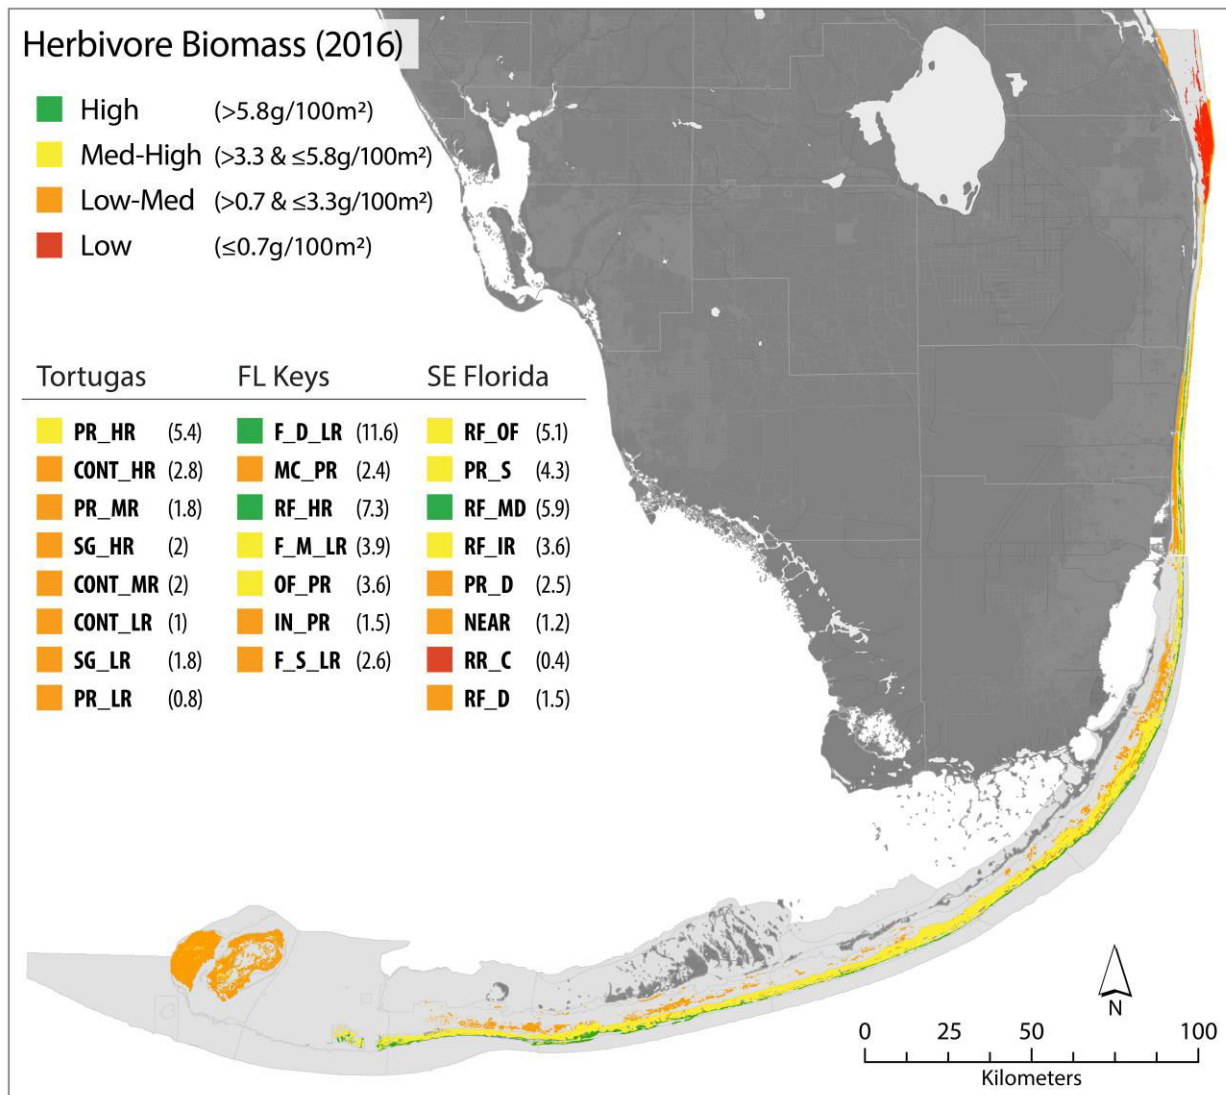 Herbivore Biomass (2016)
High (>5.8g/100m²)
Med-High (>3.3 & ≤5.8g/100m²)
Low-Med (>0.7 & ≤3.3g/100m²)
Low (≤0.7g/100m²)
Tortugas FL Keys SE Florida
PR_HR (5.4) F_D_LR (11.6) RF_OF (5.1)
CONT_HR (2.8) MC_PR (2.4) PR_S (4.3)
PR_MR (1.8) RF_HR (7.3) RF_MD (5.9)
SG_HR (2) F_M_LR (3.9) RF_IR (3.6)
CONT_MR (2) OF_PR (3.6) PR_D (2.5)
CONT_LR (1) IN_PR (1.5) NEAR (1.2)
SG_LR (1.8) F_S_LR (2.6) RR_C (0.4)
PR_LR (0.8) RF_D (1.5)
N
0 25 50 100
Kilometers